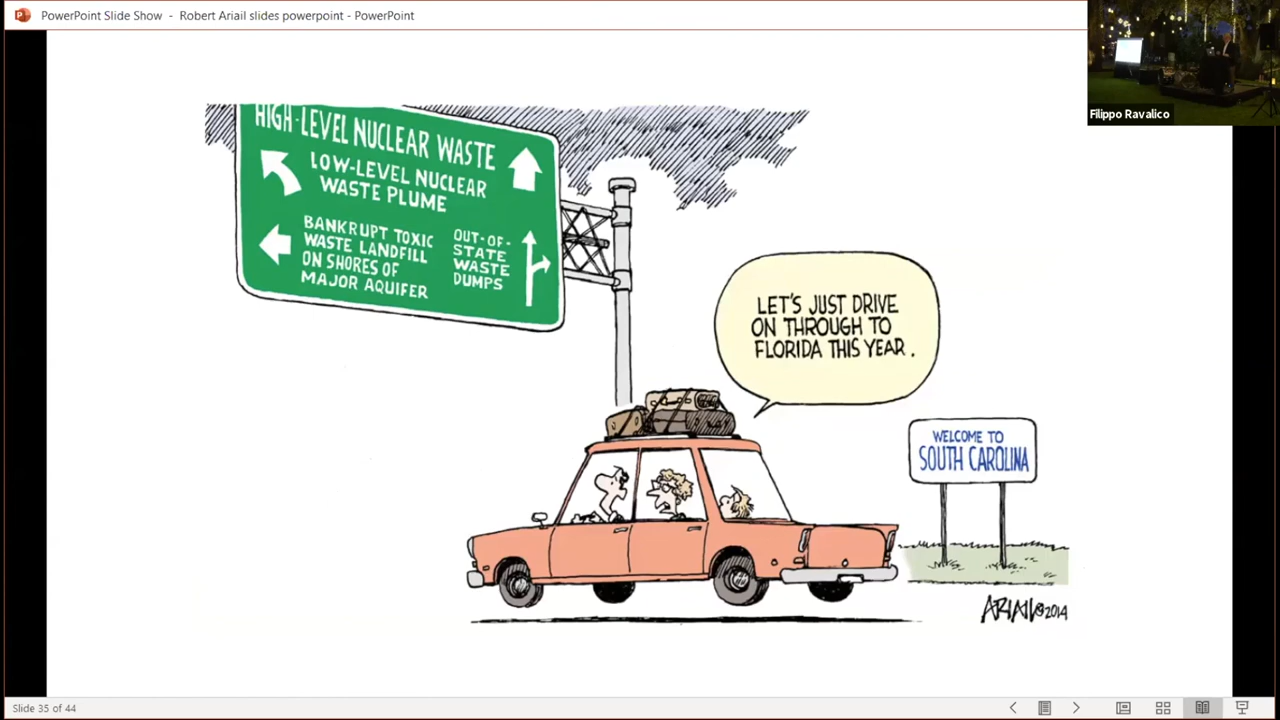 PowerPoint Slide Show - Robert Ariail slides powerpoint - PowerPoint
Filippo Ravalico
HIGH-LEVEL NUCLEAR WASTE
LOW-LEVEL NUCLEAR
WASTE PLUME
BANKRUPT TOXIC
WASTE LANDFILL
ON SHORES OF
MAJOR AQUIFER
OUT-OF-
STATE
WASTE
DUMPS
LET'S JUST DRIVE
ON THROUGH TO
FLORIDA THIS YEAR.
WELCOME TO
SOUTH CAROLINA
ARIAIL©2014
Slide 35 of 44